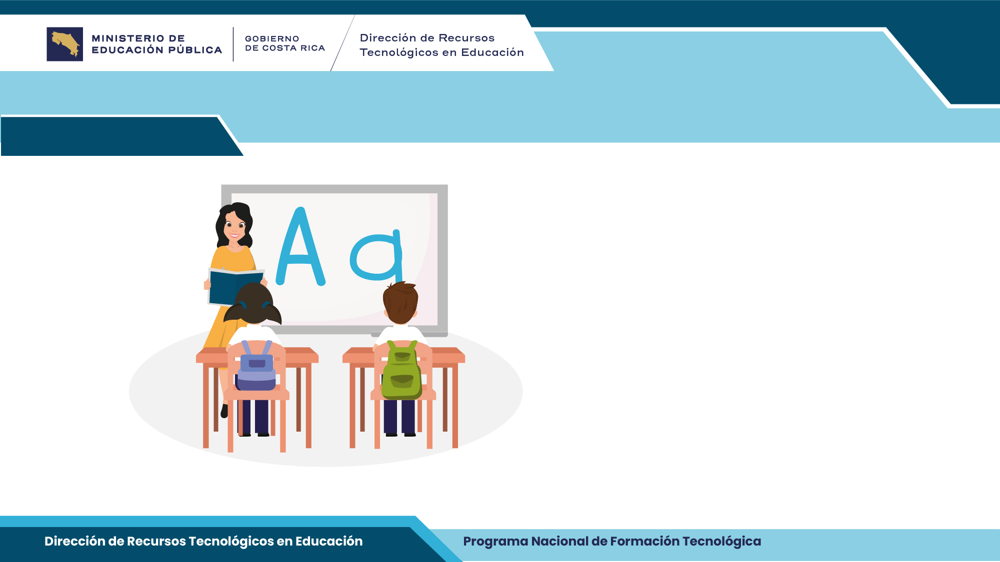 MINISTERIO DE
EDUCACIÓN PÚBLICA
GOBIERNO
DE COSTA RICA
Dirección de Recursos
Tecnológicos en Educación
A a
Dirección de Recursos Tecnológicos en Educación
Programa Nacional de Formación Tecnológica